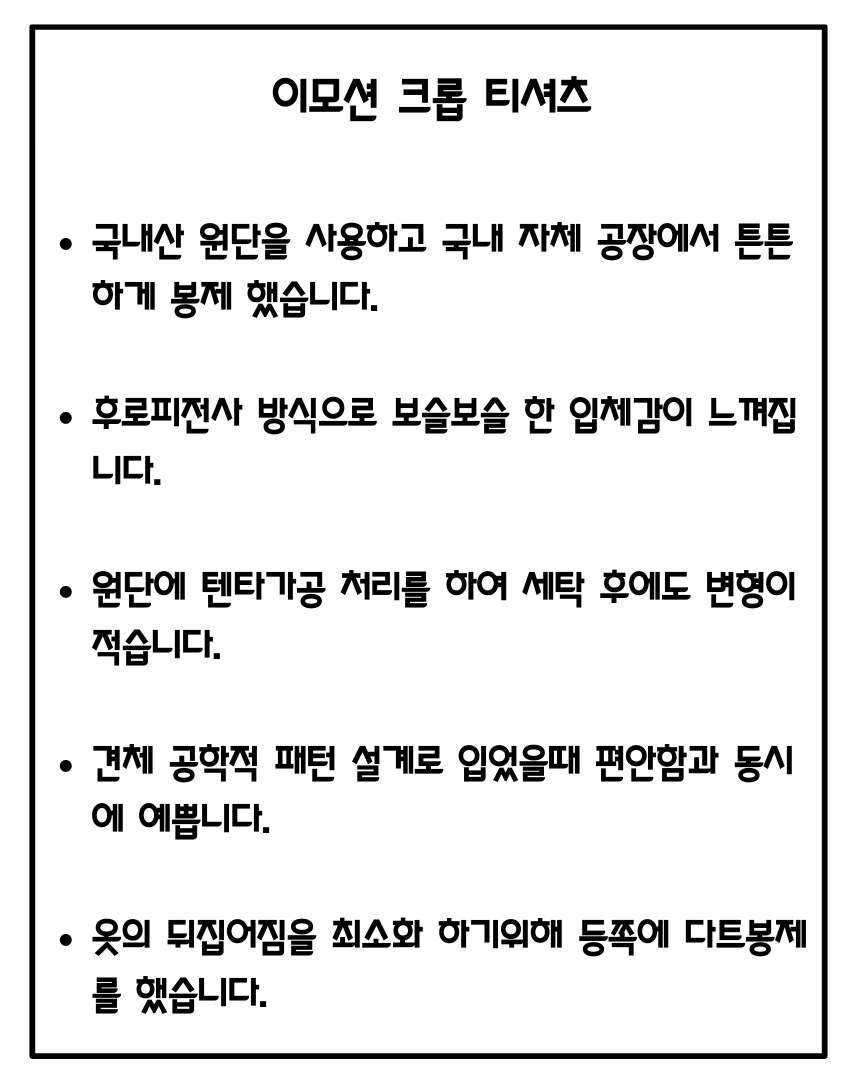 이모션 크롭 티셔츠
• 국내산 원단을 사용하고 국내 자체 공장에서 튼튼
하게 봉제 했습니다.
• 후로피전사 방식으로 보슬보슬 한 입체감이 느껴집
니다.
• 원단에 텐타가공 처리를 하여 세탁 후에도 변형이
적습니다.
• 견체 공학적 패턴 설계로 입었을때 편안함과 동시
에 예쁩니다.
• 옷의 뒤집어짐을 최소화 하기위해 등쪽에 다트봉제
를 했습니다.